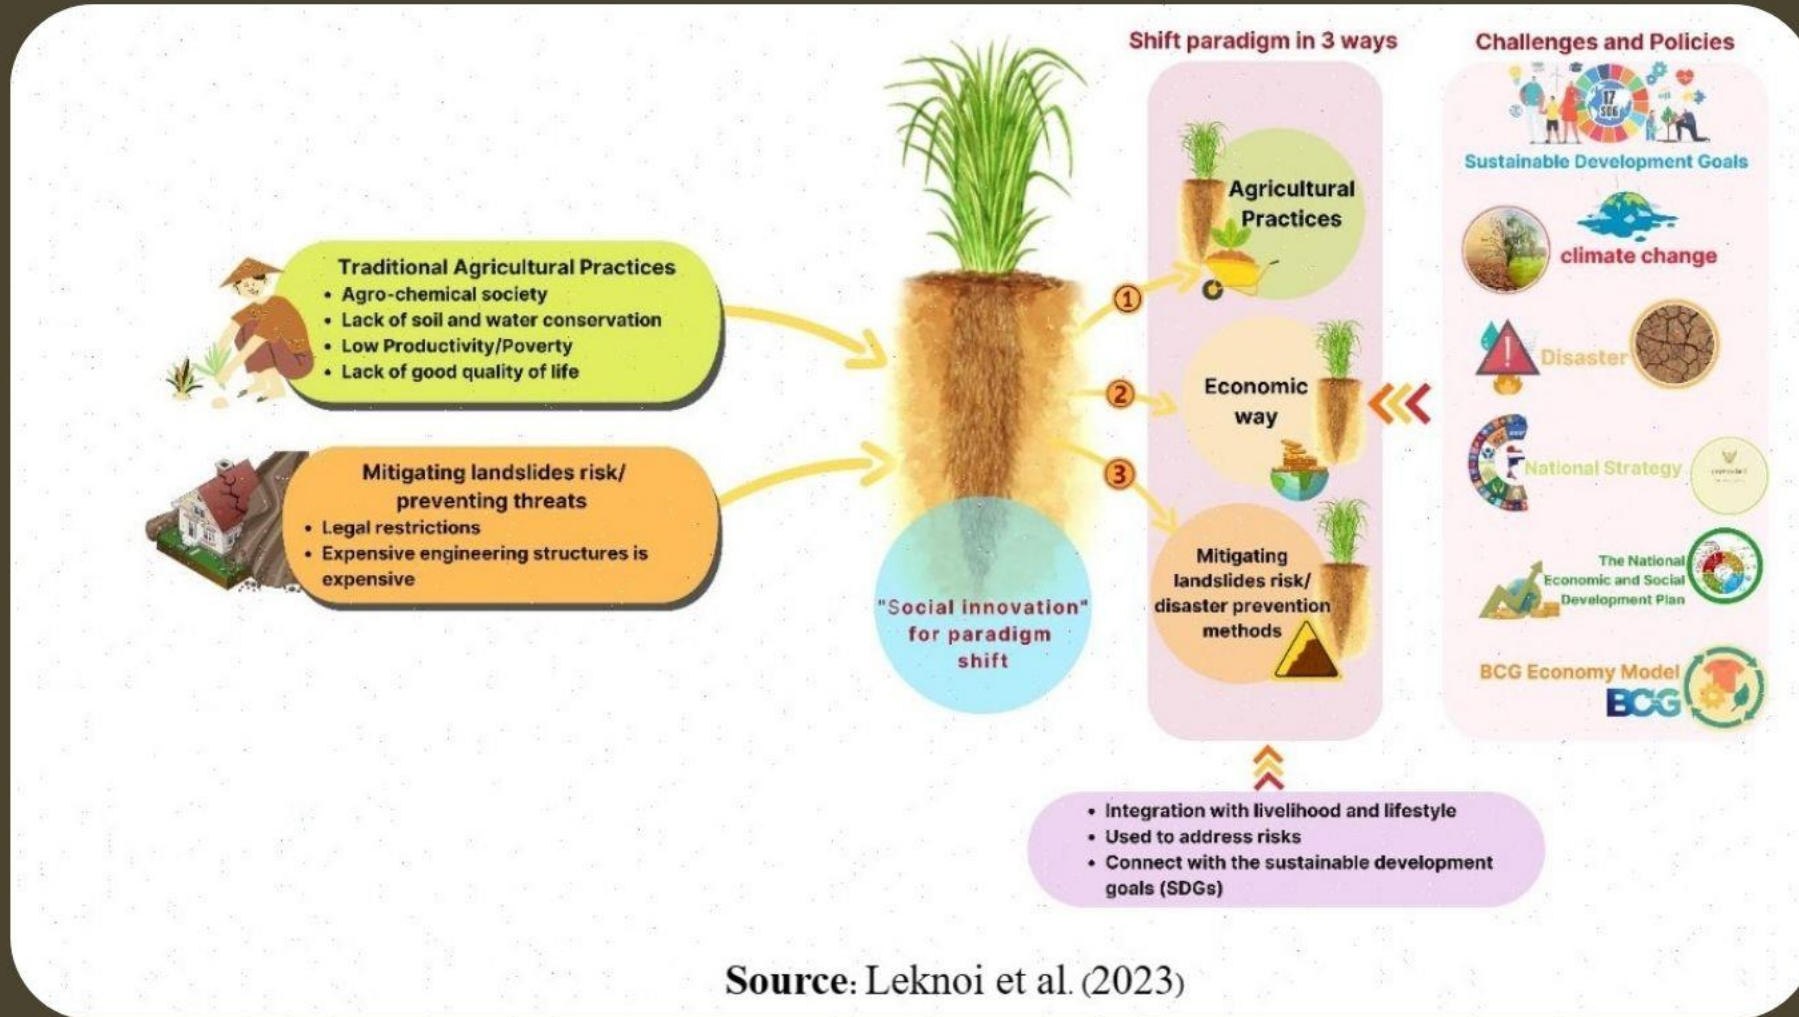 Shift paradigm in 3 ways
Challenges and Policies
17
SDG
Sustainable Development Goals
climate change
Disaster
National Strategy
The National
Economic and Social
Development Plan
BCG Economy Model
BCG
Traditional Agricultural Practices
• Agro-chemical society
• Lack of soil and water conservation
• Low Productivity/Poverty
• Lack of good quality of life
Mitigating landslides risk/
preventing threats
• Legal restrictions
• Expensive engineering structures is
expensive
"Social innovation"
for paradigm
shift
1
Agricultural
Practices
2
Economic
way
3
Mitigating
landslides risk/
disaster prevention
methods
• Integration with livelihood and lifestyle
• Used to address risks
• Connect with the sustainable development
goals (SDGs)
Source: Leknoi et al. (2023)